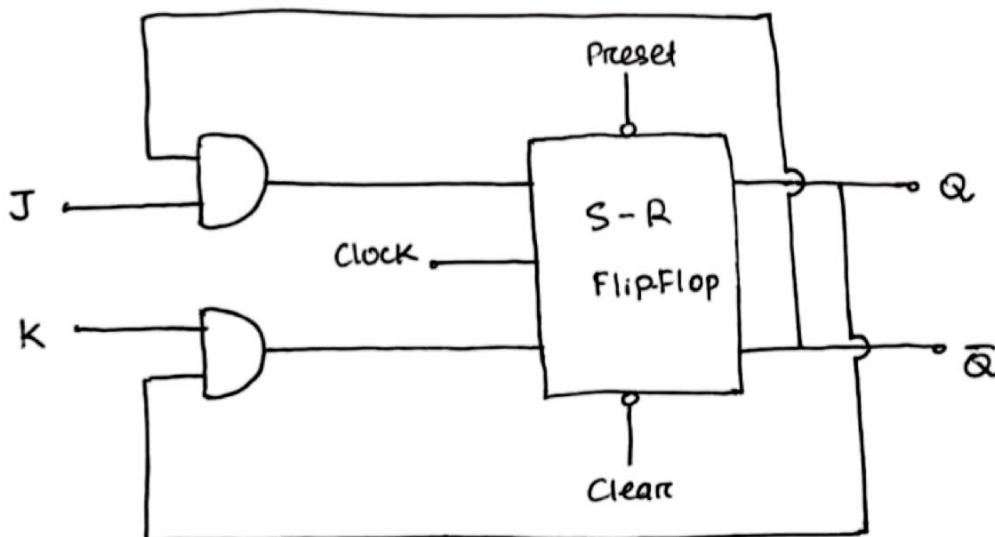 Preset
J
S-R
Q
Clock
FlipFlop
K
Q̅
Clear